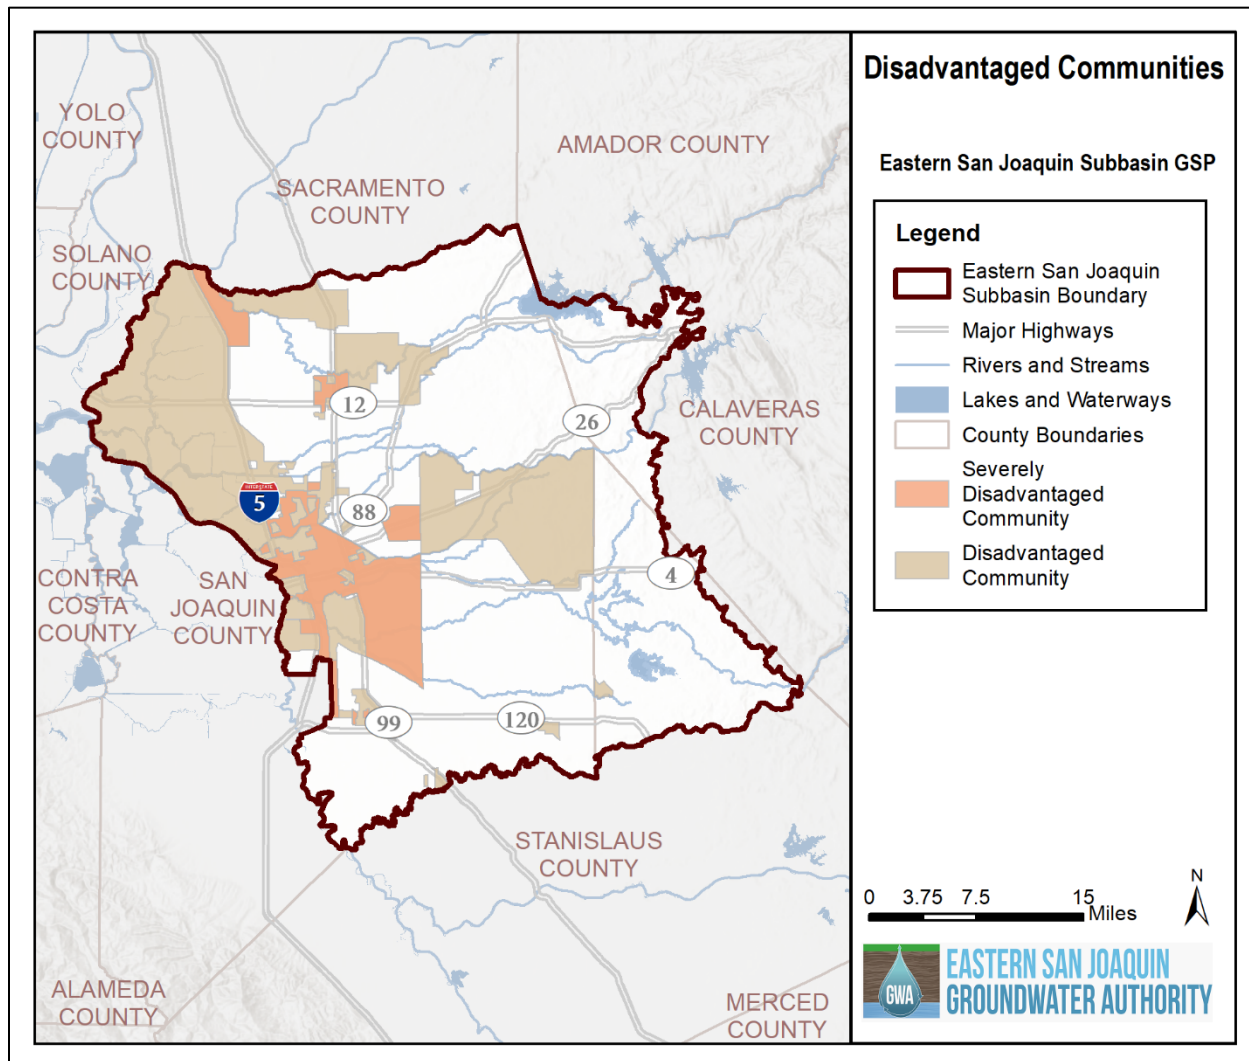 Disadvantaged Communities
Eastern San Joaquin Subbasin GSP
Legend
Eastern San Joaquin
Subbasin Boundary
Major Highways
Rivers and Streams
Lakes and Waterways
County Boundaries
Severely
Disadvantaged
Community
Disadvantaged
Community
YOLO
COUNTY
AMADOR COUNTY
SACRAMENTO
COUNTY
SOLANO
COUNTY
12
26
CALAVERAS
COUNTY
INTERSTATE
5
88
4
CONTRA
COSTA
COUNTY
SAN
JOAQUIN
COUNTY
99
120
STANISLAUS
COUNTY
ALAMEDA
COUNTY
MERCED
COUNTY
N
0 3.75 7.5 15
Miles
GWA
EASTERN SAN JOAQUIN
GROUNDWATER AUTHORITY